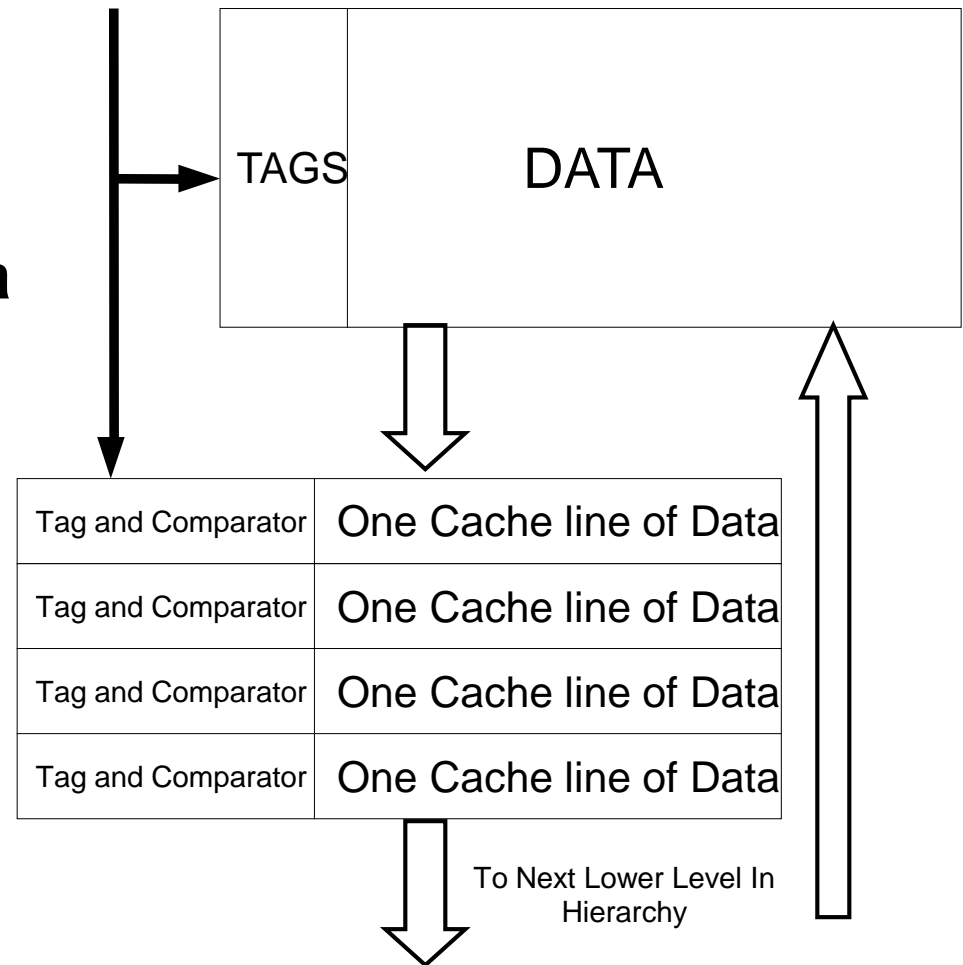 TAGS
DATA
a
Tag and Comparator
One Cache line of Data
Tag and Comparator
One Cache line of Data
Tag and Comparator
One Cache line of Data
Tag and Comparator
One Cache line of Data
To Next Lower Level In
Hierarchy